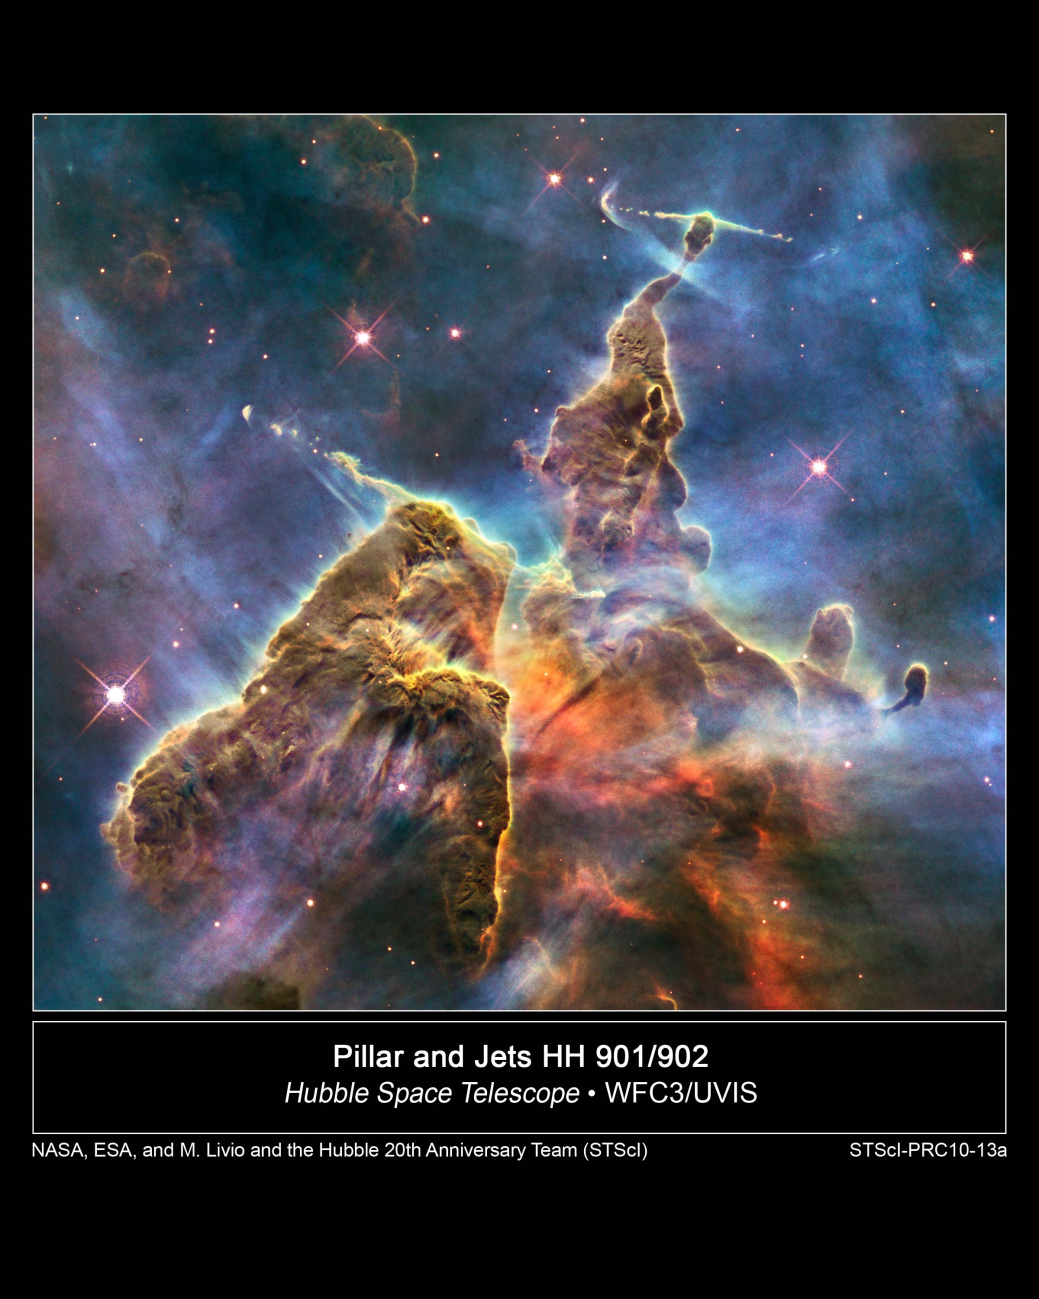 Pillar and Jets HH 901/902
Hubble Space Telescope • WFC3/UVIS
NASA, ESA, and M. Livio and the Hubble 20th Anniversary Team (STScI)
STScI-PRC10-13a